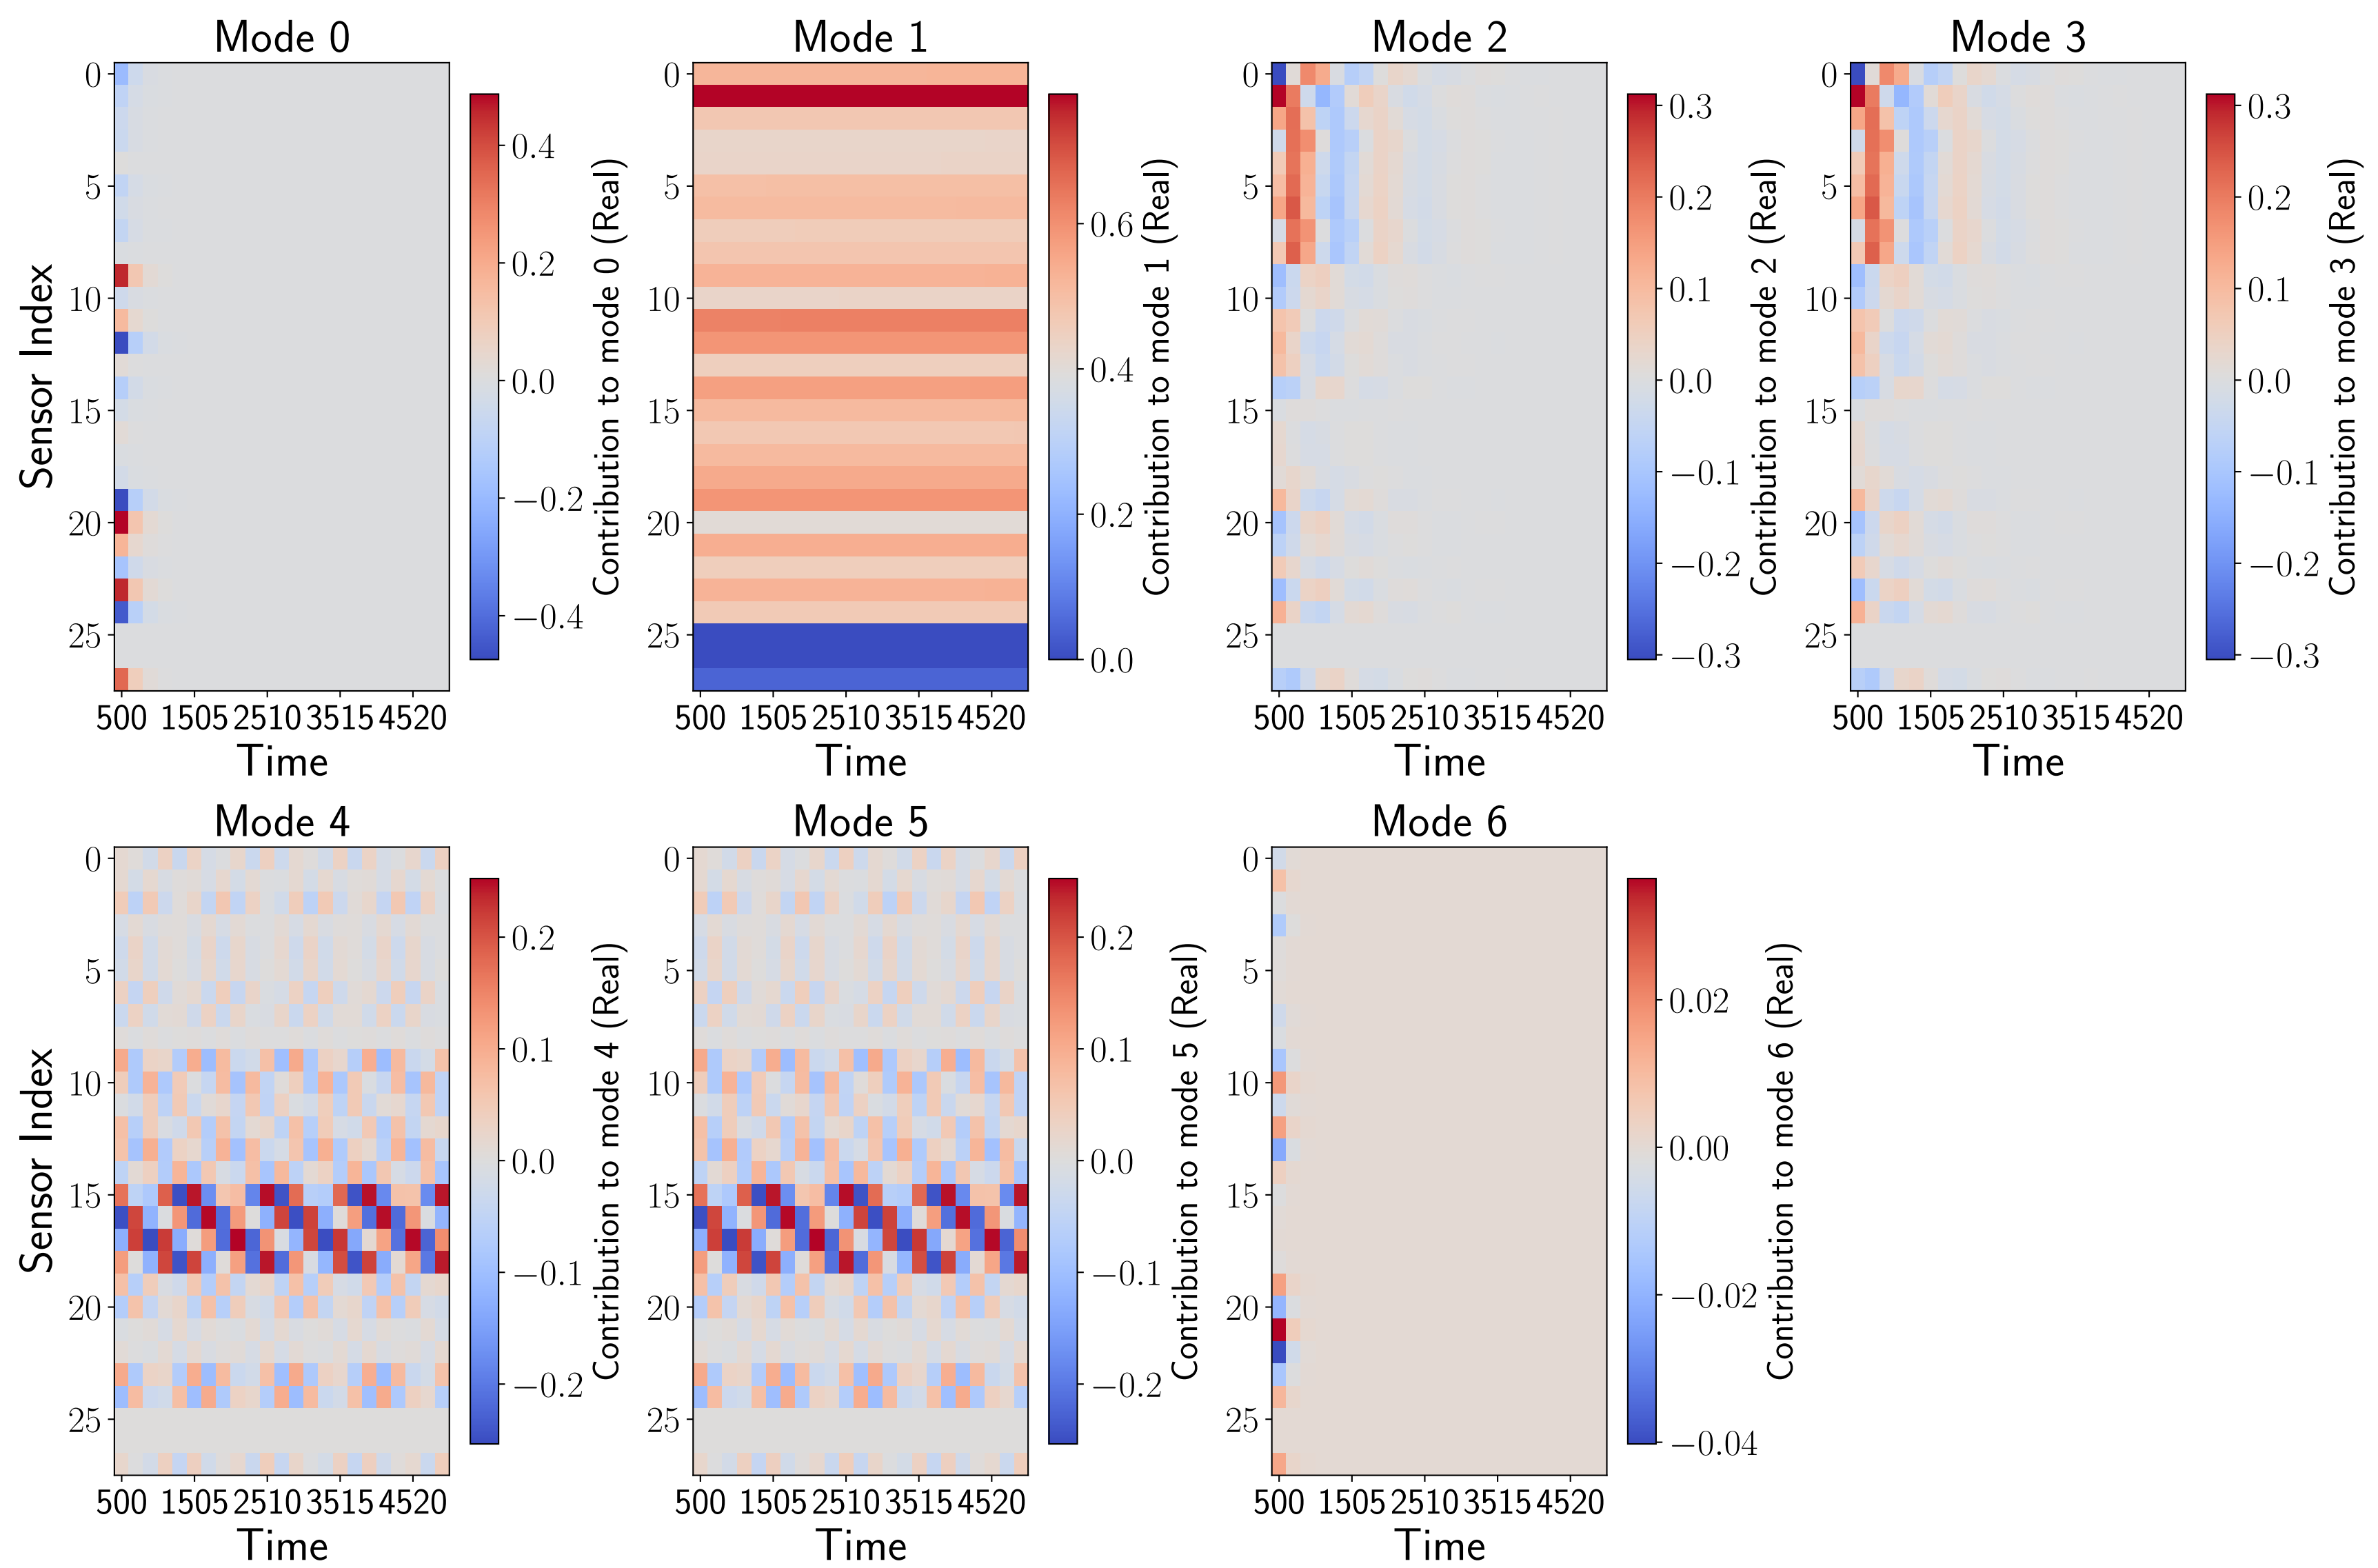 Mode 0
Mode 1
Mode 2
Mode 3
0
5
10
15
20
25
Sensor Index
500 1505 2510 3515 4520
Time
0.4
0.2
0.0
−0.2
−0.4
Contribution to mode 0 (Real)
0
5
10
15
20
25
500 1505 2510 3515 4520
Time
0.6
0.4
0.2
0.0
Contribution to mode 1 (Real)
0
5
10
15
20
25
500 1505 2510 3515 4520
Time
0.3
0.2
0.1
0.0
−0.1
−0.2
−0.3
Contribution to mode 2 (Real)
0
5
10
15
20
25
500 1505 2510 3515 4520
Time
0.3
0.2
0.1
0.0
−0.1
−0.2
−0.3
Contribution to mode 3 (Real)
Mode 4
Mode 5
Mode 6
0
5
10
15
20
25
Sensor Index
500 1505 2510 3515 4520
Time
0.2
0.1
0.0
−0.1
−0.2
Contribution to mode 4 (Real)
0
5
10
15
20
25
500 1505 2510 3515 4520
Time
0.2
0.1
0.0
−0.1
−0.2
Contribution to mode 5 (Real)
0
5
10
15
20
25
500 1505 2510 3515 4520
Time
0.02
0.00
−0.02
−0.04
Contribution to mode 6 (Real)